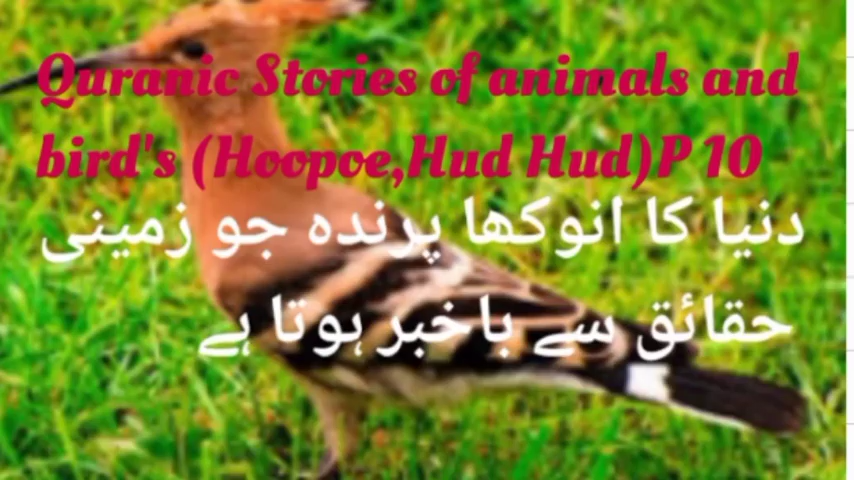 Quranic Stories of animals and
bird's (Hoopoe,Hud Hud)P 10
دنیا کا انوکھا پرندہ جو زمینی
حقائق سے باخبر ہوتا ہے